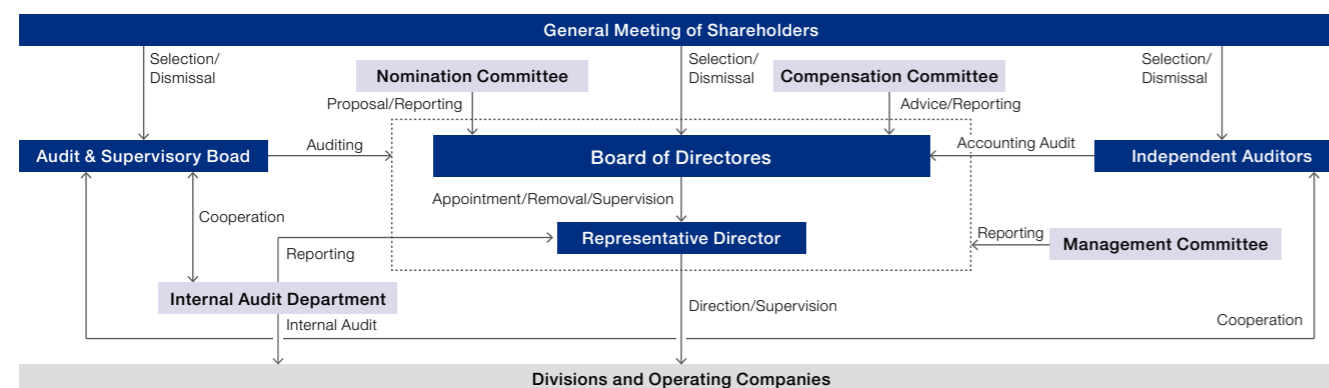 General Meeting of Shareholders
Selection/
Dismissal
Nomination Committee
Selection/
Dismissal
Compensation Committee
Selection/
Dismissal
Proposal/Reporting
Advice/Reporting
Audit & Supervisory Boad
Auditing
Board of Directores
Accounting Audit
Independent Auditors
Appointment/Removal/Supervision
Cooperation
Representative Director
Reporting
Management Committee
Reporting
Internal Audit Department
Direction/Supervision
Internal Audit
Cooperation
Divisions and Operating Companies